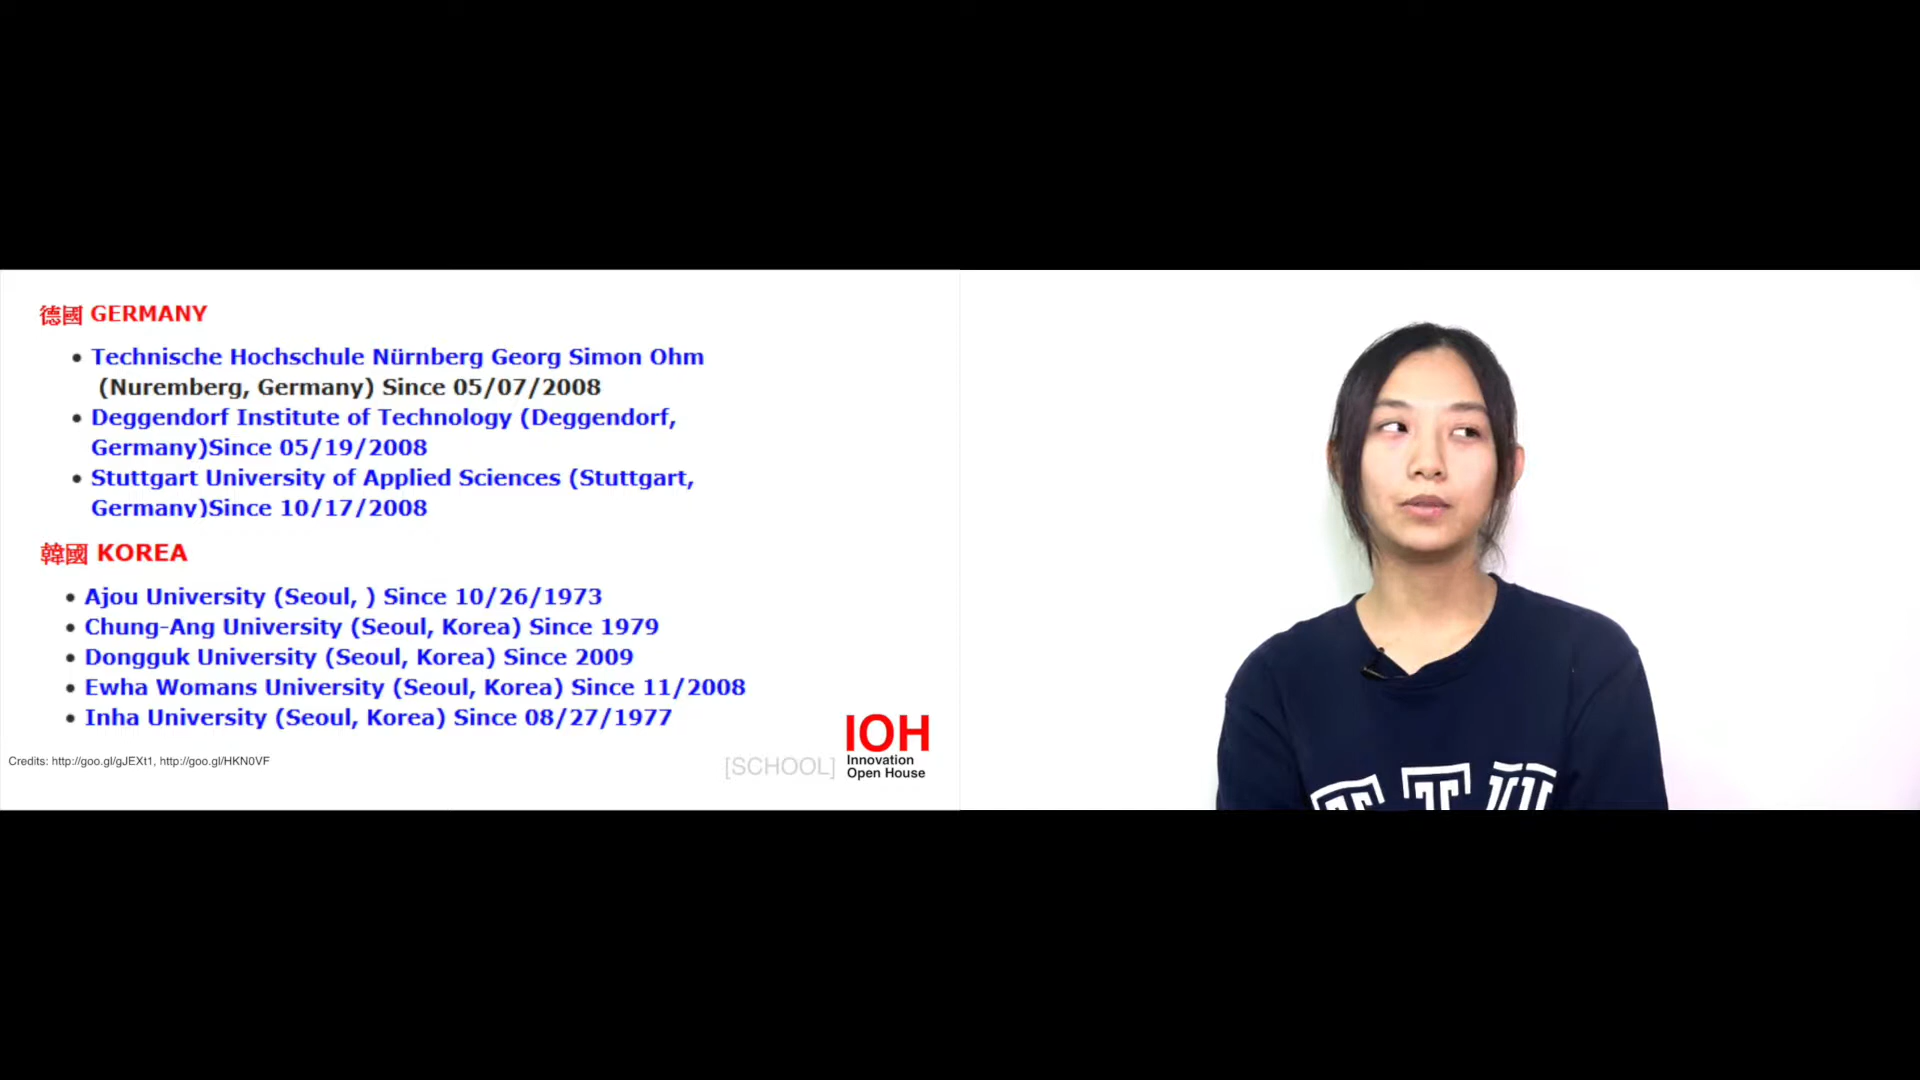 德國 GERMANY
Technische Hochschule Nürnberg Georg Simon Ohm
(Nuremberg, Germany) Since 05/07/2008
Deggendorf Institute of Technology (Deggendorf,
Germany)Since 05/19/2008
Stuttgart University of Applied Sciences (Stuttgart,
Germany)Since 10/17/2008
韓國 KOREA
Ajou University (Seoul, ) Since 10/26/1973
Chung-Ang University (Seoul, Korea) Since 1979
Dongguk University (Seoul, Korea) Since 2009
Ewha Womans University (Seoul, Korea) Since 11/2008
Inha University (Seoul, Korea) Since 08/27/1977
Credits: http://goo.gl/gJEXt1, http://goo.gl/HKN0VF
[SCHOOL]
IOH
Innovation
Open House
TTU